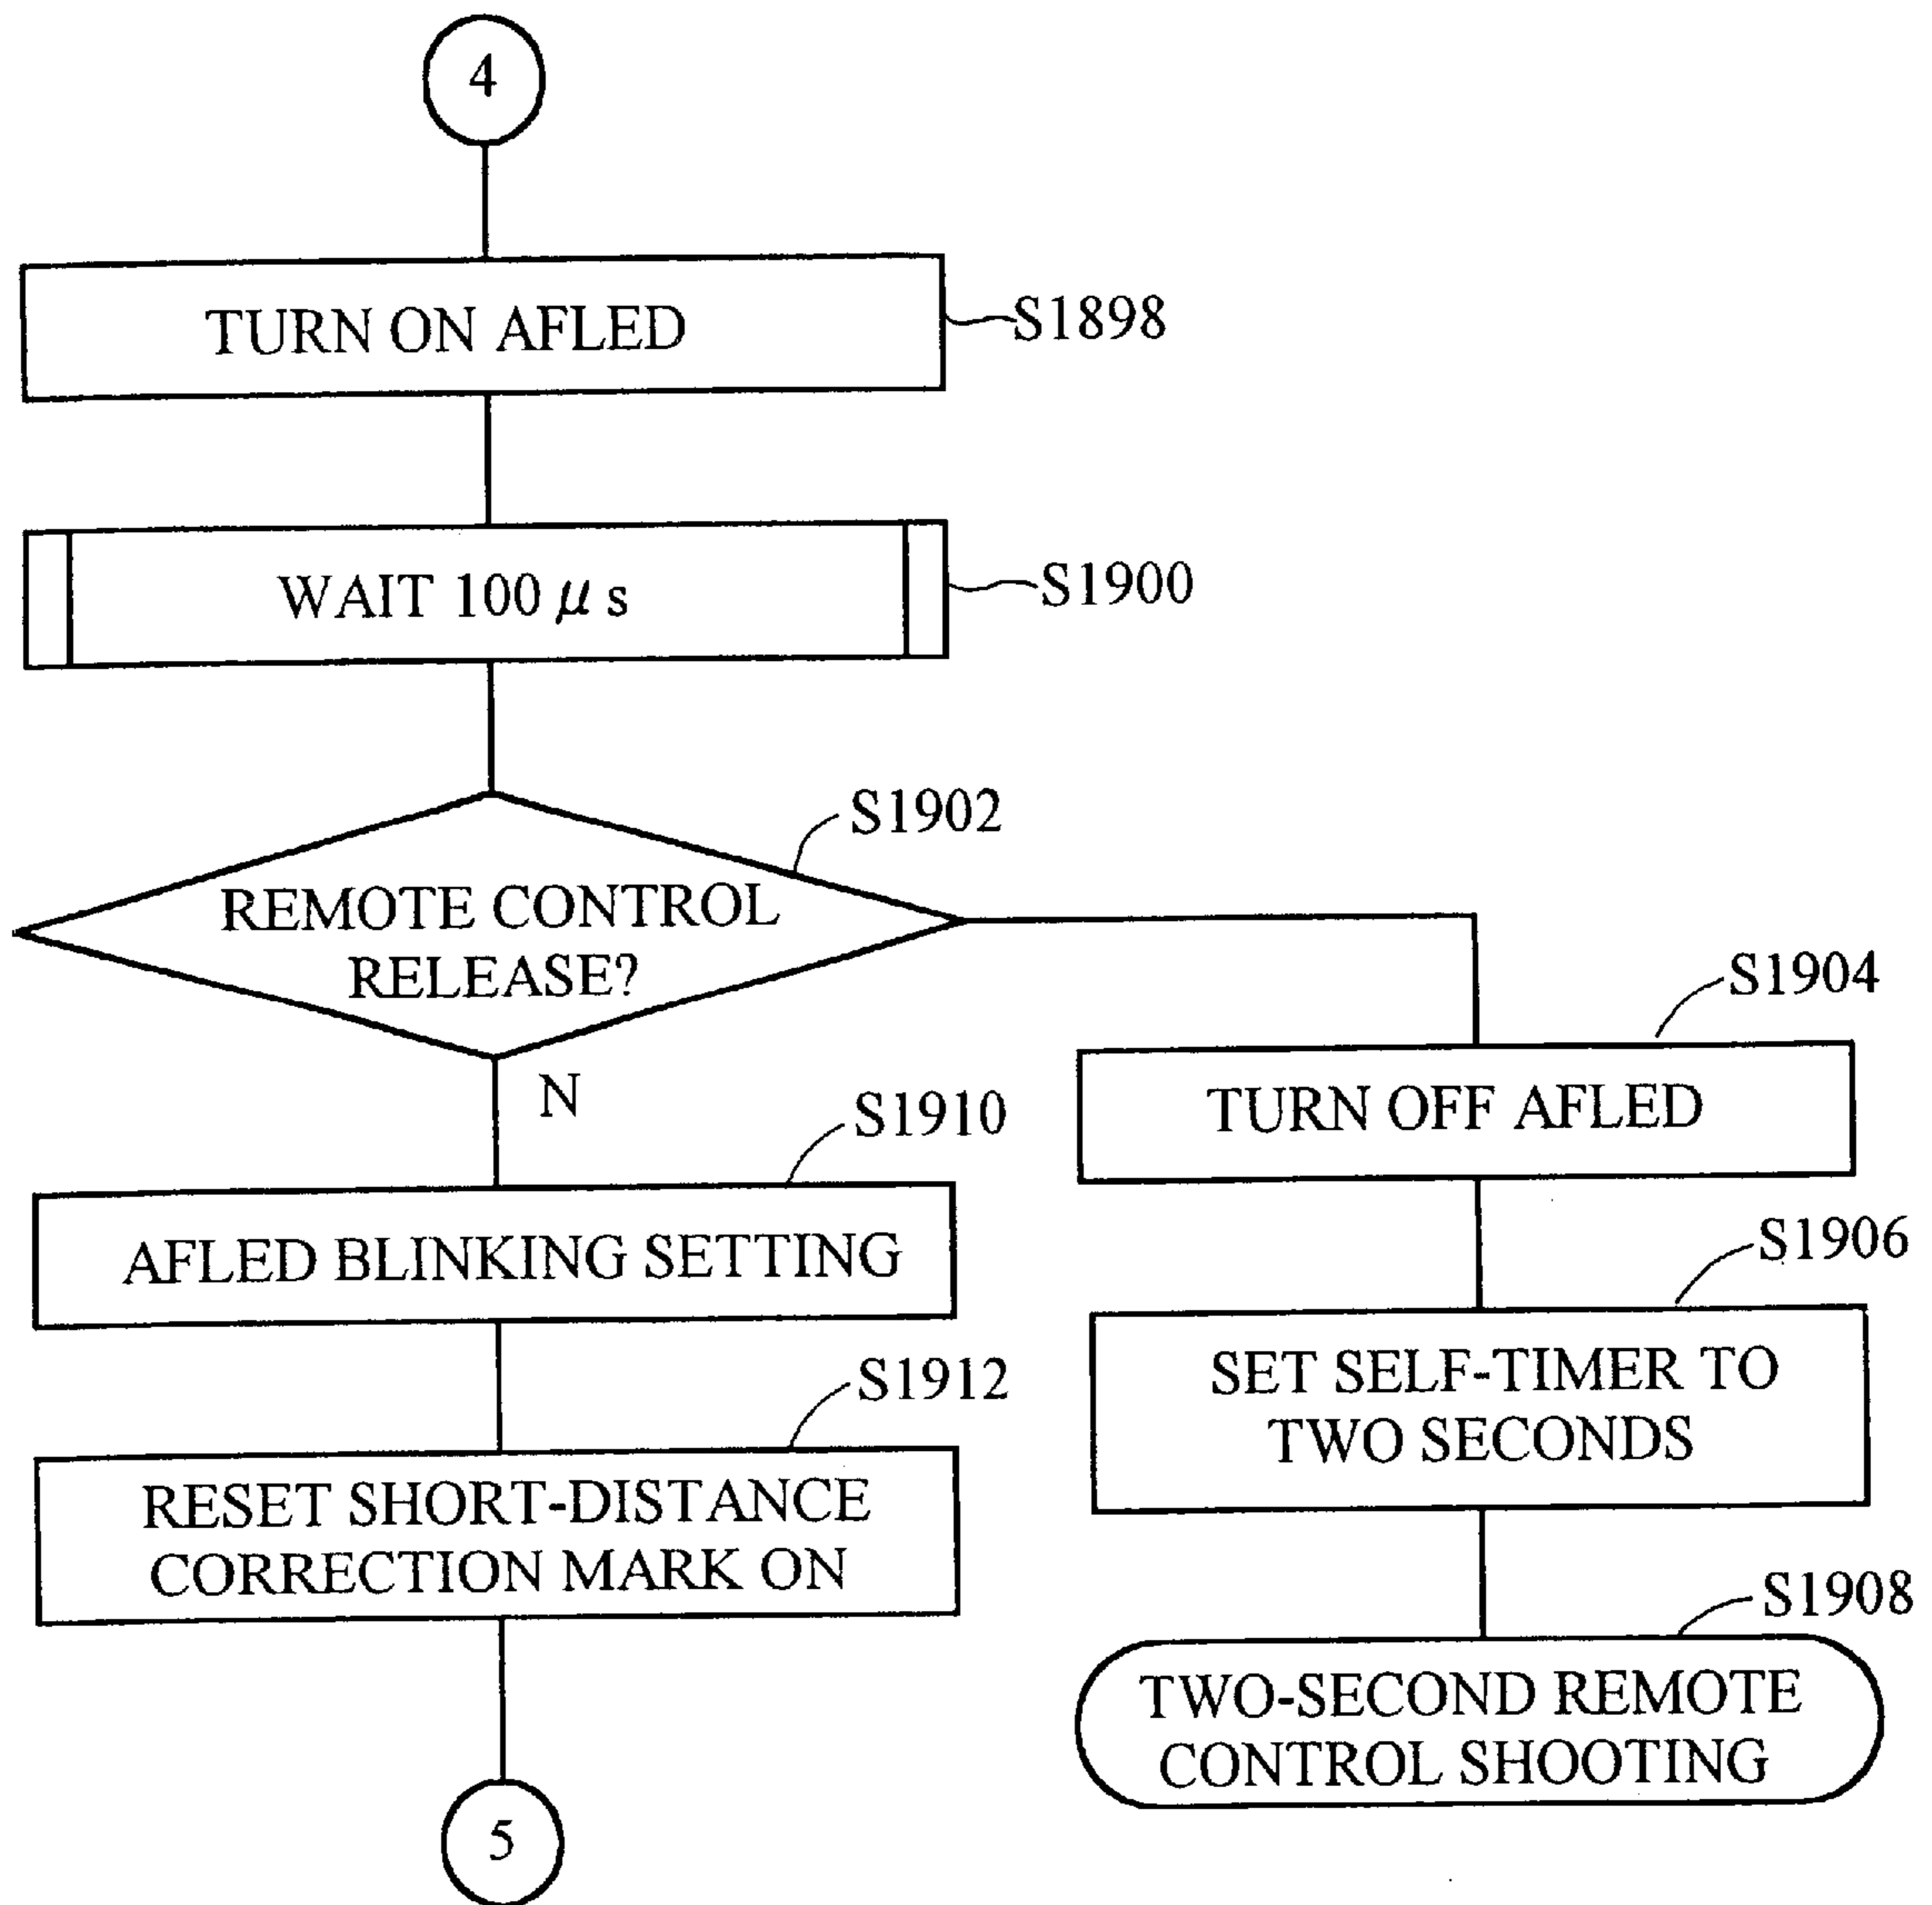 4
TURN ON AFLED
S1898
WAIT 100 μs
S1900
S1902
REMOTE CONTROL
RELEASE?
N
S1904
TURN OFF AFLED
S1910
AFLED BLINKING SETTING
S1906
SET SELF-TIMER TO
TWO SECONDS
S1912
RESET SHORT-DISTANCE
CORRECTION MARK ON
S1908
TWO-SECOND REMOTE
CONTROL SHOOTING
5